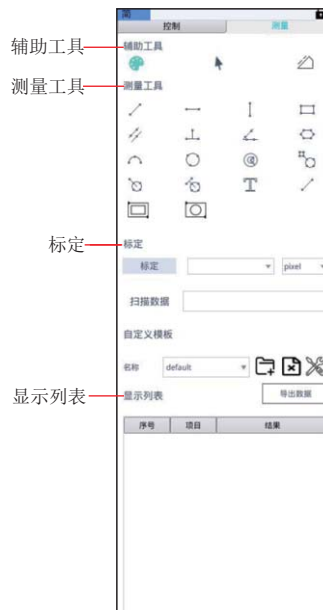 简
控制 测量
辅助工具 辅助工具
测量工具 测量工具
T
标定 标定
标定 pixel
扫描数据
自定义模板
名称 default
显示列表 显示列表 导出数据
序号 项目 结果